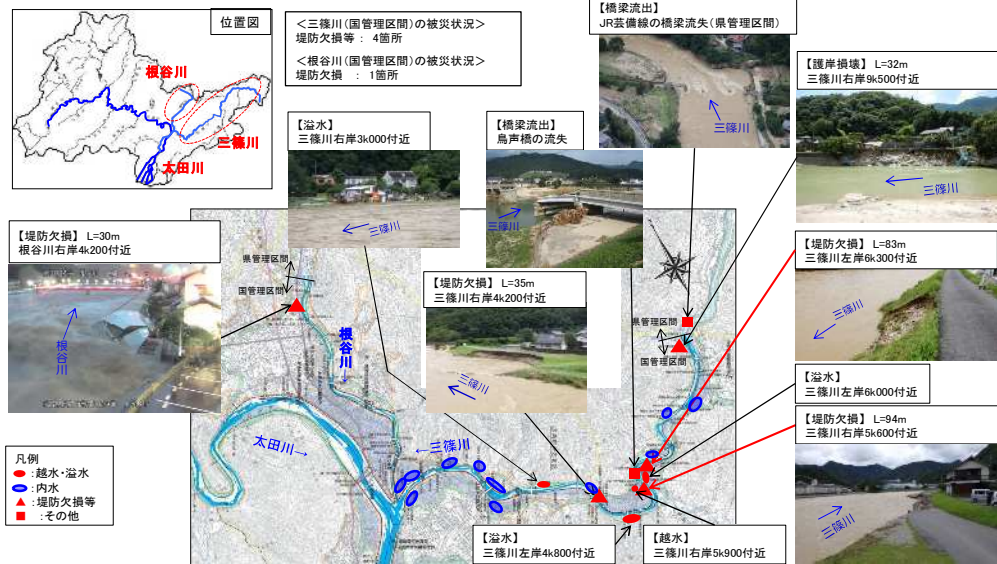 位置図
根谷川
三篠川
太田川
<三篠川(国管理区間)の被災状況>
堤防欠損等 : 4箇所
<根谷川(国管理区間)の被災状況>
堤防欠損 : 1箇所
【橋梁流出】
JR芸備線の橋梁流失(県管理区間)
三篠川
【護岸損壊】 L=32m
三篠川右岸9k500付近
三篠川
【溢水】
三篠川右岸3k000付近
三篠川
【橋梁流出】
鳥声橋の流失
三篠川
【堤防欠損】 L=30m
根谷川右岸4k200付近
根谷川
【堤防欠損】 L=35m
三篠川右岸4k200付近
三篠川
【堤防欠損】 L=83m
三篠川左岸6k300付近
三篠川
【溢水】
三篠川左岸6k000付近
【堤防欠損】 L=94m
三篠川右岸5k600付近
三篠川
県管理区間
国管理区間
根谷川→
県管理区間
国管理区間
太田川→
←三篠川
凡例
:越水・溢水
:内水
:堤防欠損等
:その他
【溢水】
三篠川左岸4k800付近
【越水】
三篠川右岸5k900付近